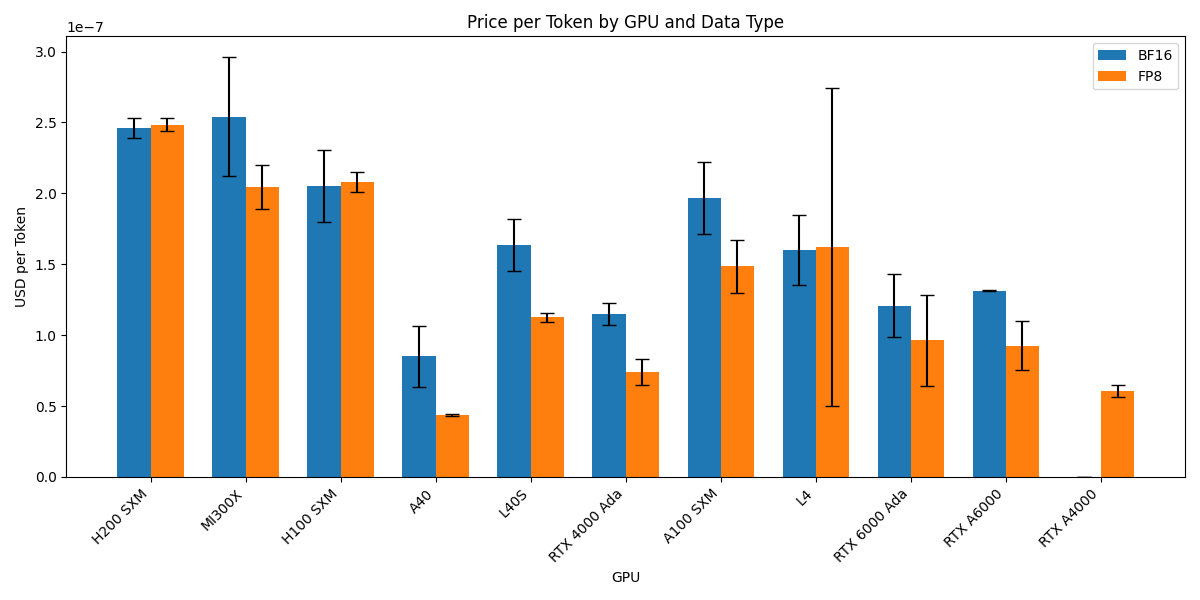 Price per Token by GPU and Data Type
1e−7
BF16
FP8
3.0
2.5
2.0
1.5
1.0
0.5
0.0
USD per Token
H200 SXM
MI300X
H100 SXM
A40
L40S
RTX 4000 Ada
A100 SXM
L4
RTX 6000 Ada
RTX A6000
RTX A4000
GPU